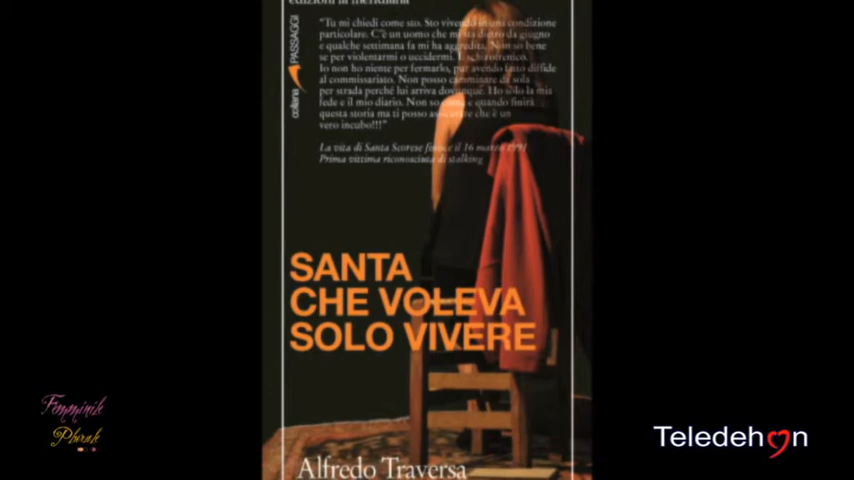 edizioni la meridiana
collana PASSAGGI
"Tu mi chiedi come sto. Sto vivendo in una condizione
particolare. C'è un uomo che mi sta dietro da giugno
e qualche settimana fa mi ha aggredita. Non so bene
se per violentarmi o uccidermi. È schizofrenico.
Io non ho niente per fermarlo, pur avendo fatto diffide
al commissariato. Non posso camminare da sola
per strada perché lui arriva dovunque. Ho solo la mia
fede e il mio diario. Non so come e quando finirà
questa storia ma ti posso assicurare che è un
vero incubo!!!"
La vita di Santa Scorese finisce il 16 marzo 1991
Prima vittima riconosciuta di stalking
SANTA
CHE VOLEVA
SOLO VIVERE
Alfredo Traversa
Femminile
Plurale
Teledehon